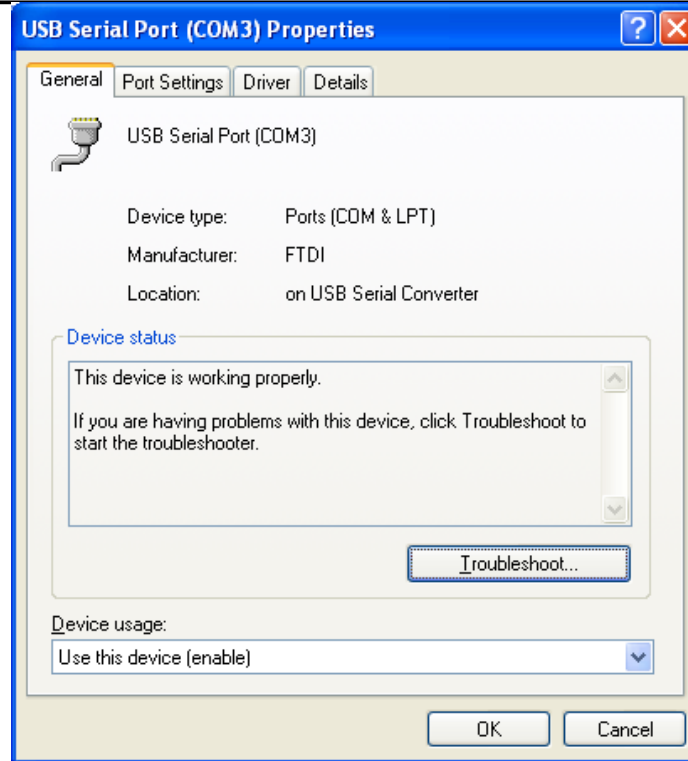 USB Serial Port (COM3) Properties
General Port Settings Driver Details
USB Serial Port (COM3)
Device type: Ports (COM & LPT)
Manufacturer: FTDI
Location: on USB Serial Converter
Device status
This device is working properly.
If you are having problems with this device, click Troubleshoot to
start the troubleshooter.
Troubleshoot...
Device usage:
Use this device (enable)
OK Cancel